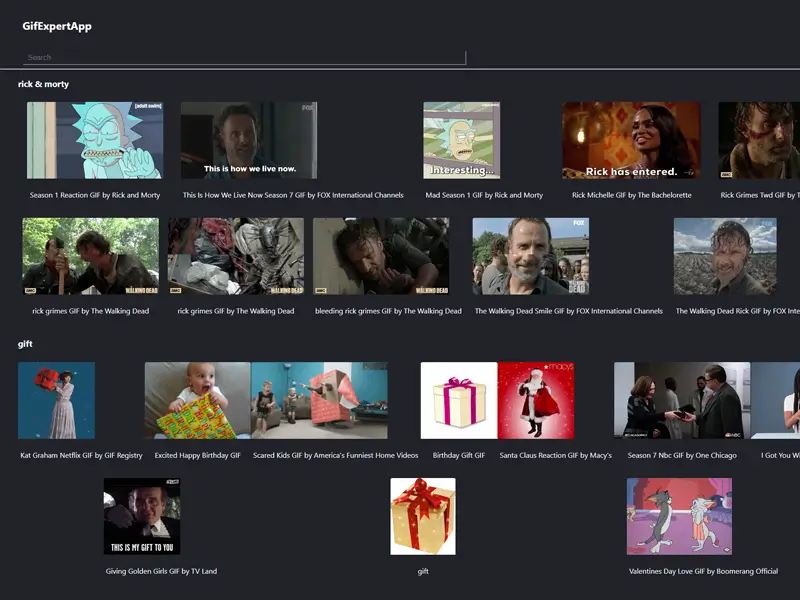 GifExpertApp
Search
rick & morty
[adult swim]
FOX
This is how we live now.
Interesting...
Rick has entered.
AMC
Season 1 Reaction GIF by Rick and Morty
This Is How We Live Now Season 7 GIF by FOX International Channels
Mad Season 1 GIF by Rick and Morty
Rick Michelle GIF by The Bachelorette
Rick Grimes Twd GIF by T
AMC
THE WALKING DEAD
AMC
THE WALKING DEAD
AMC
THE WALKING DEAD
FOX
THE WALKING DEAD
rick grimes GIF by The Walking Dead
rick grimes GIF by The Walking Dead
bleeding rick grimes GIF by The Walking Dead
The Walking Dead Smile GIF by FOX International Channels
The Walking Dead Rick GIF by FOX Inte
gift
macys
NBC
Kat Graham Netflix GIF by GIF Registry
Excited Happy Birthday GIF
Scared Kids GIF by America's Funniest Home Videos
Birthday Gift GIF
Santa Claus Reaction GIF by Macy's
Season 7 Nbc GIF by One Chicago
I Got You Wi
THIS IS MY GIFT TO YOU
Giving Golden Girls GIF by TV Land
gift
Valentines Day Love GIF by Boomerang Official